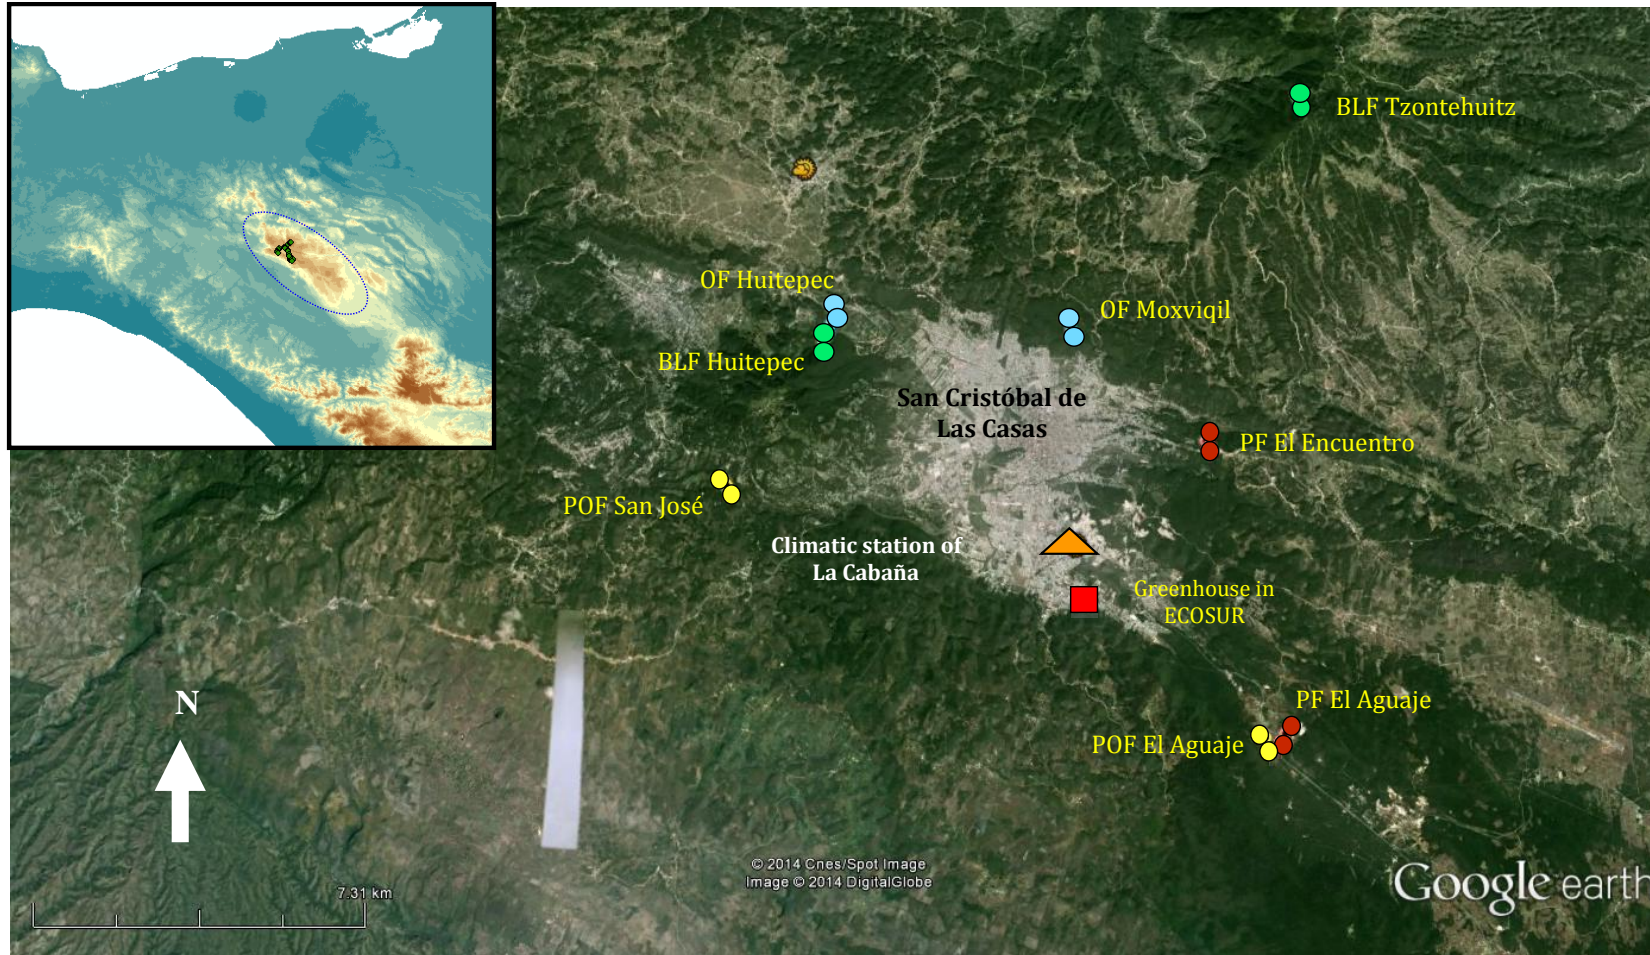 BLF Tzontehuitz
OF Huitepec
OF Moxviqil
BLF Huitepec
San Cristóbal de
Las Casas
PF El Encuentro
POF San José
Climatic station of
La Cabaña
Greenhouse in
ECOSUR
N
PF El Aguaje
POF El Aguaje
© 2014 Cnes/Spot Image
Image © 2014 DigitalGlobe
7.31 km
Google earth